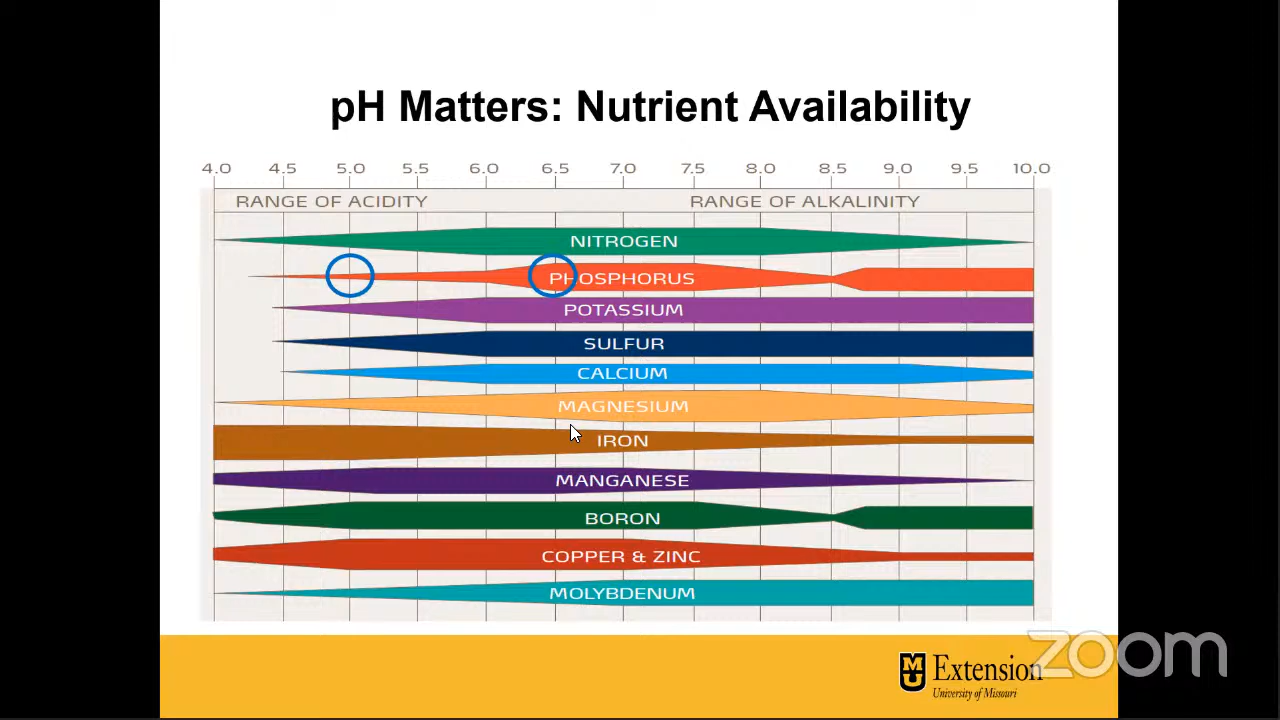 pH Matters: Nutrient Availability
4.0 4.5 5.0 5.5 6.0 6.5 7.0 7.5 8.0 8.5 9.0 9.5 10.0
RANGE OF ACIDITY RANGE OF ALKALINITY
NITROGEN
PHOSPHORUS
POTASSIUM
SULFUR
CALCIUM
MAGNESIUM
IRON
MANGANESE
BORON
COPPER & ZINC
MOLYBDENUM
zoom
MU Extension
University of Missouri